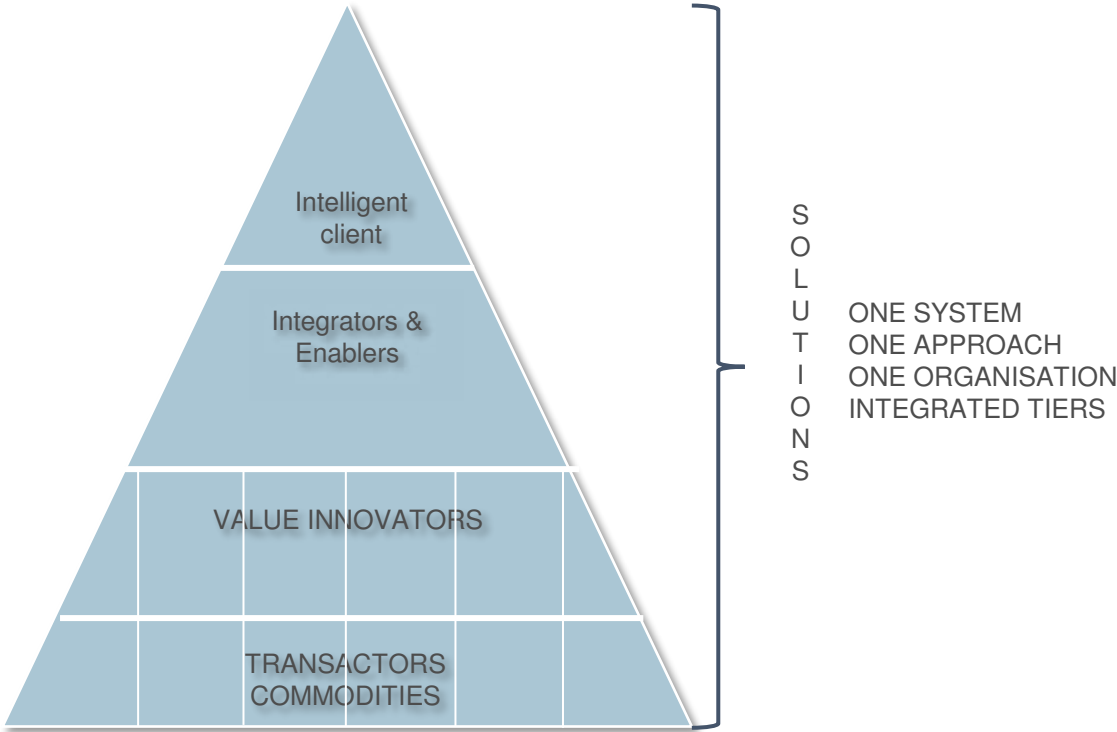 Intelligent
client
Integrators &
Enablers
VALUE INNOVATORS
TRANSACTORS
COMMODITIES
S
O
L
U
T
I
O
N
S
ONE SYSTEM
ONE APPROACH
ONE ORGANISATION
INTEGRATED TIERS